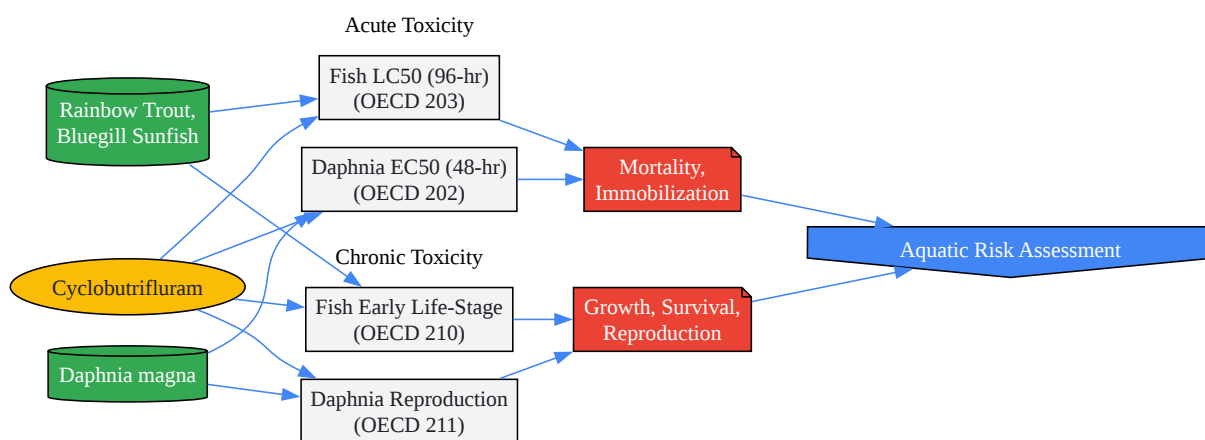 Acute Toxicity
Rainbow Trout,
Bluegill Sunfish
Fish LC50 (96-hr)
(OECD 203)
Daphnia EC50 (48-hr)
(OECD 202)
Mortality,
Immobilization
Aquatic Risk Assessment
Chronic Toxicity
Cyclobutrifluram
Fish Early Life-Stage
(OECD 210)
Growth, Survival,
Reproduction
Daphnia magna
Daphnia Reproduction
(OECD 211)